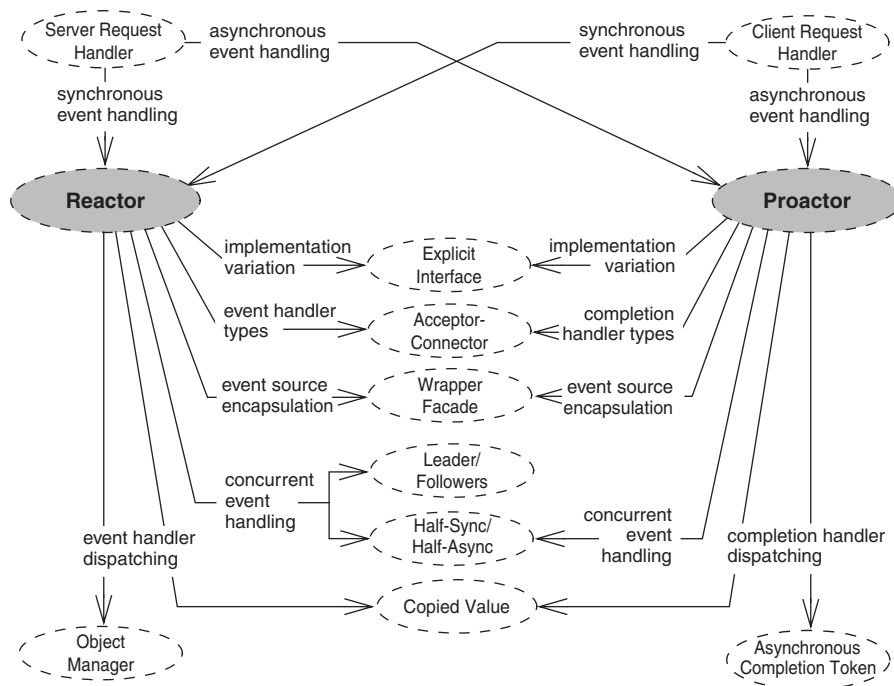 Server Request
Handler
asynchronous
event handling
synchronous
event handling
Client Request
Handler
synchronous
event handling
asynchronous
event handling
Reactor
Proactor
implementation
variation
Explicit
Interface
implementation
variation
event handler
types
Acceptor-
Connector
completion
handler types
event source
encapsulation
Wrapper
Facade
event source
encapsulation
concurrent
event
handling
Leader/
Followers
Half-Sync/
Half-Async
concurrent
event
handling
event handler
dispatching
completion handler
dispatching
Copied Value
Object
Manager
Asynchronous
Completion Token